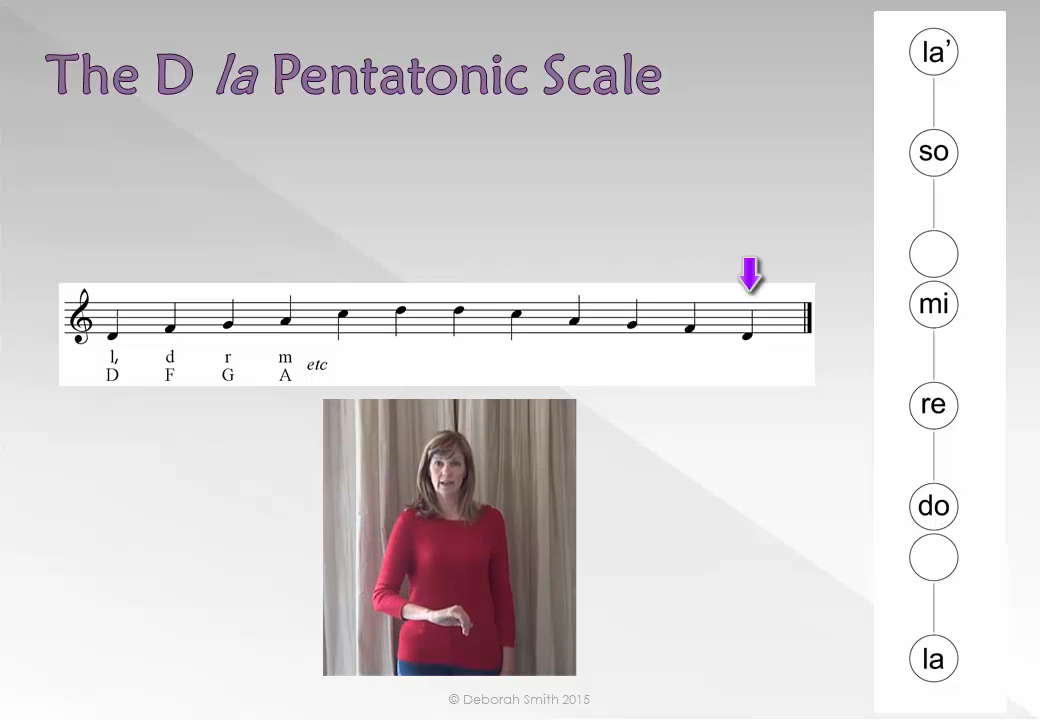 The D la Pentatonic Scale
l, d r m etc
D F G A
© Deborah Smith 2015
la’
so
mi
re
do
la